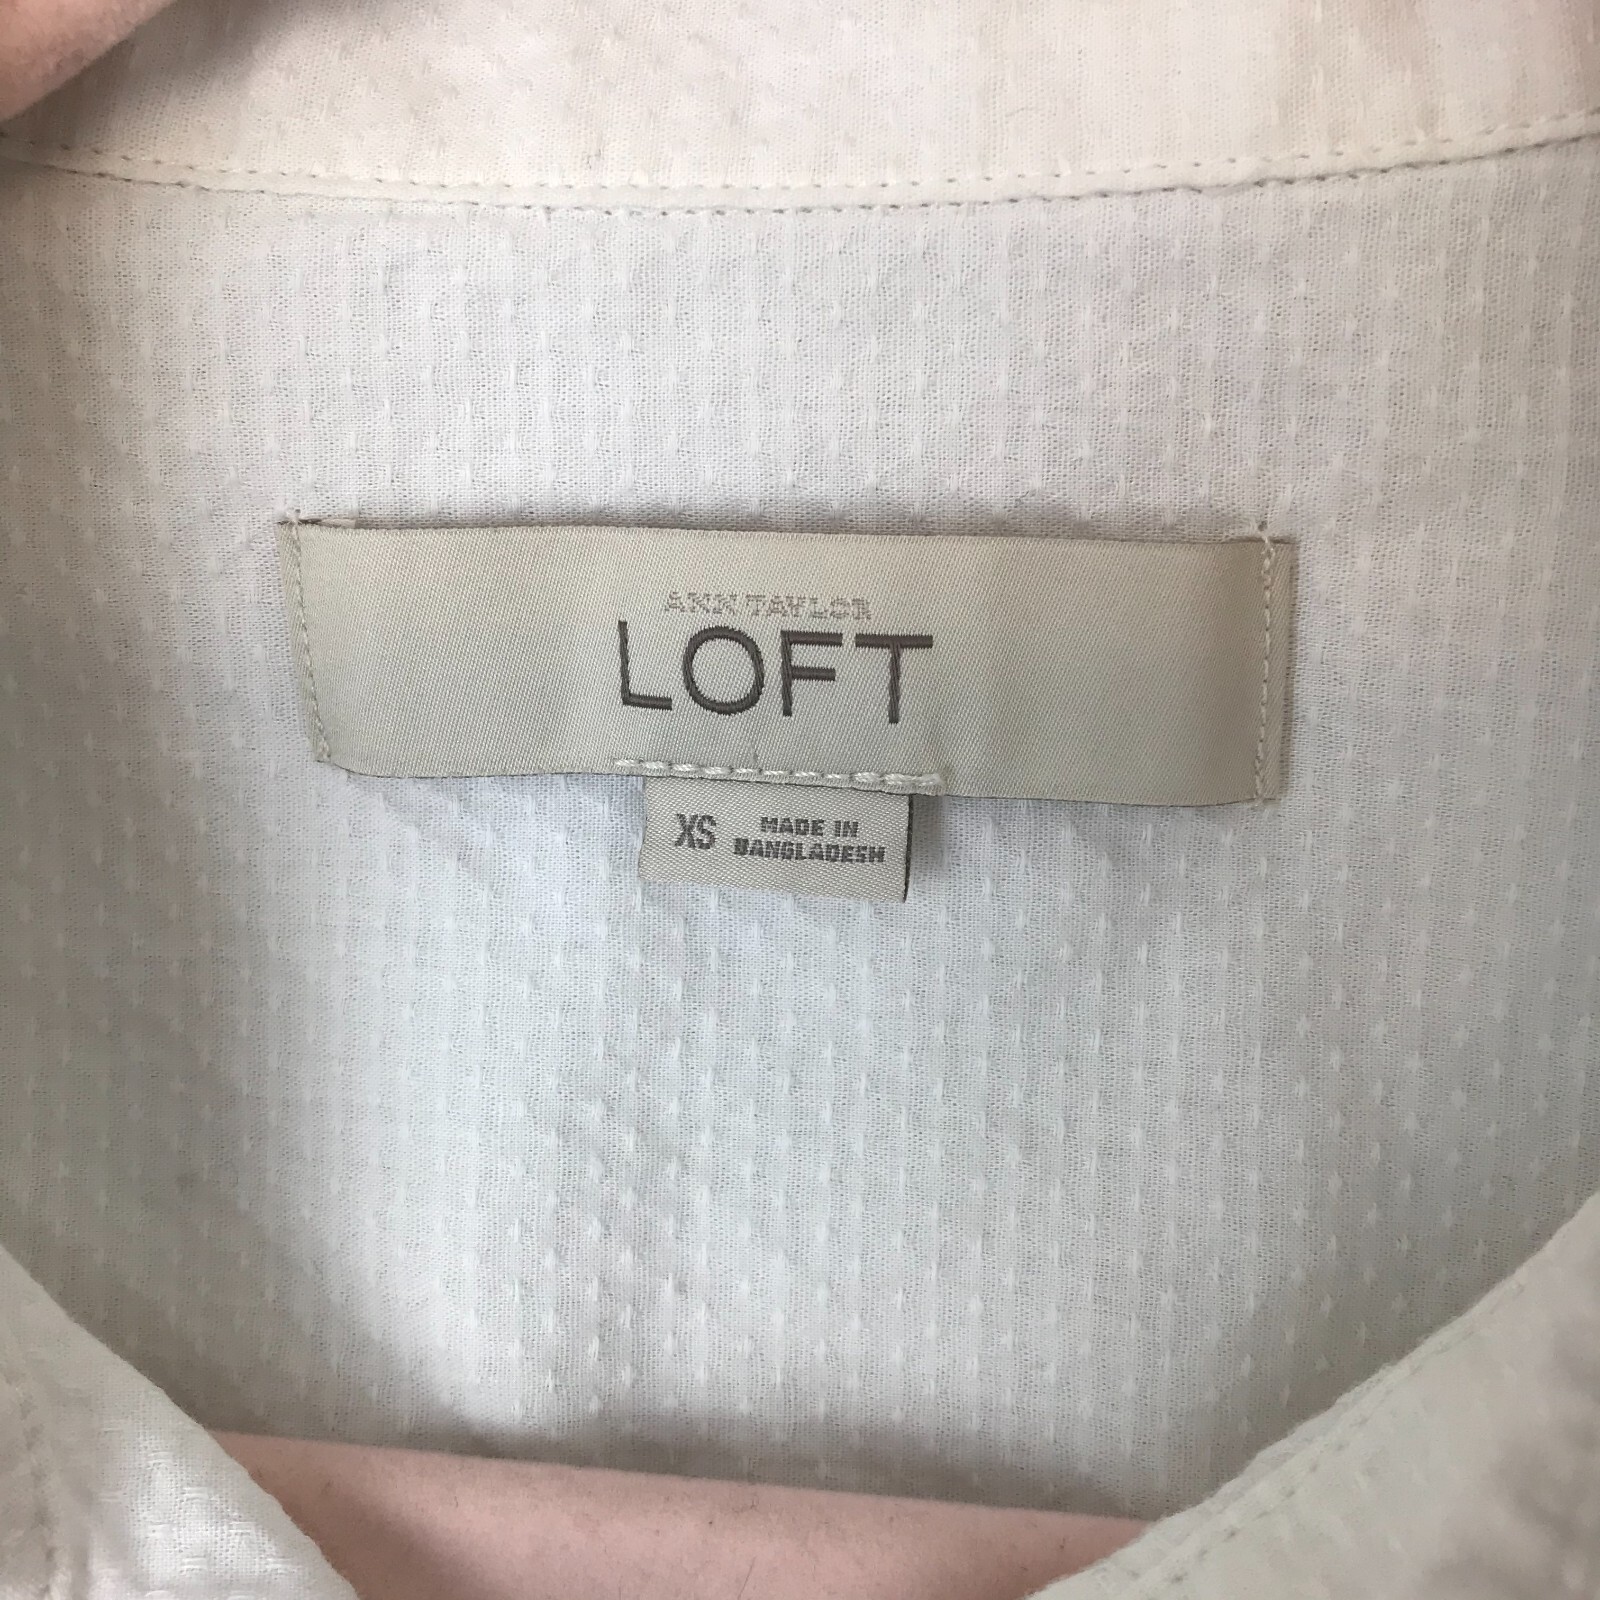 ANN TAYLOR
LOFT
XS
MADE IN
BANGLADESH